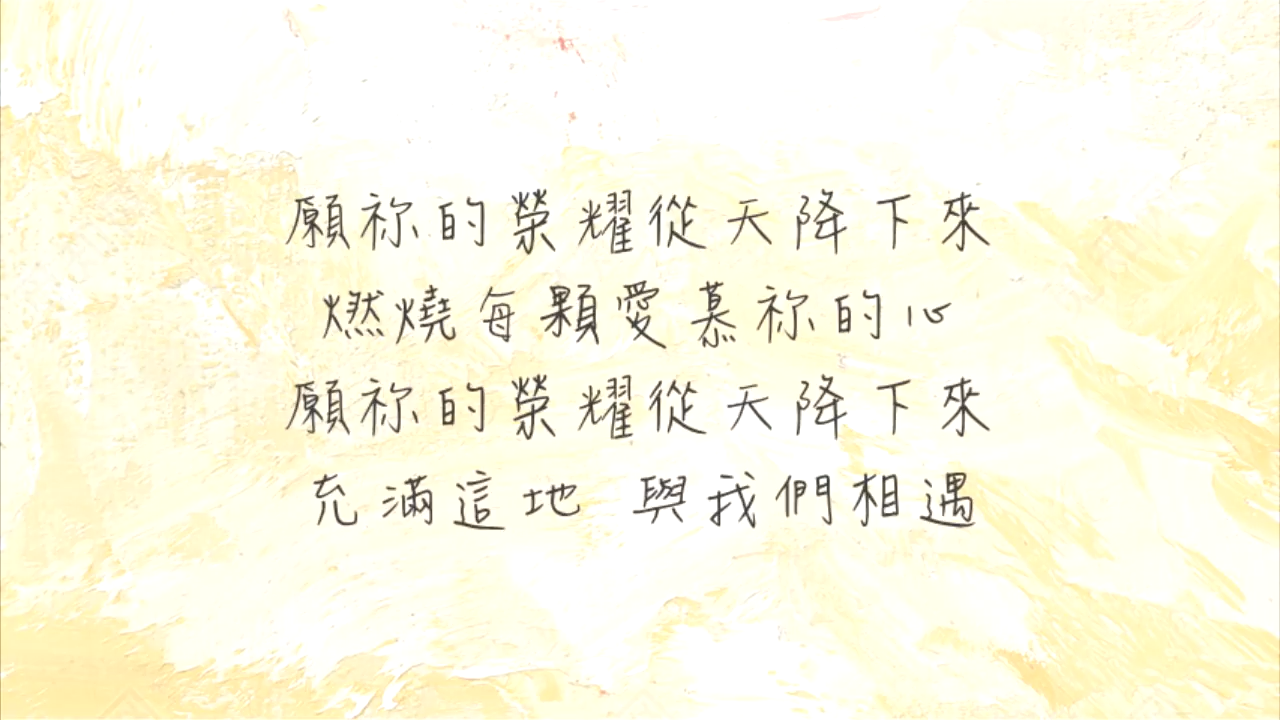 願祢的榮耀從天降下來
燃燒每顆愛慕祢的心
願祢的榮耀從天降下來
充滿這地 與我們相遇